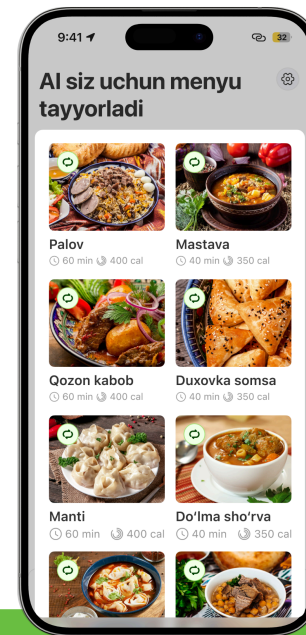 9:41
32
AI siz uchun menyu
tayyorladi
Palov
60 min 400 cal
Mastava
40 min 350 cal
Qozon kabob
60 min 400 cal
Duxovka somsa
40 min 350 cal
Manti
60 min 400 cal
Do‘lma sho‘rva
40 min 350 cal